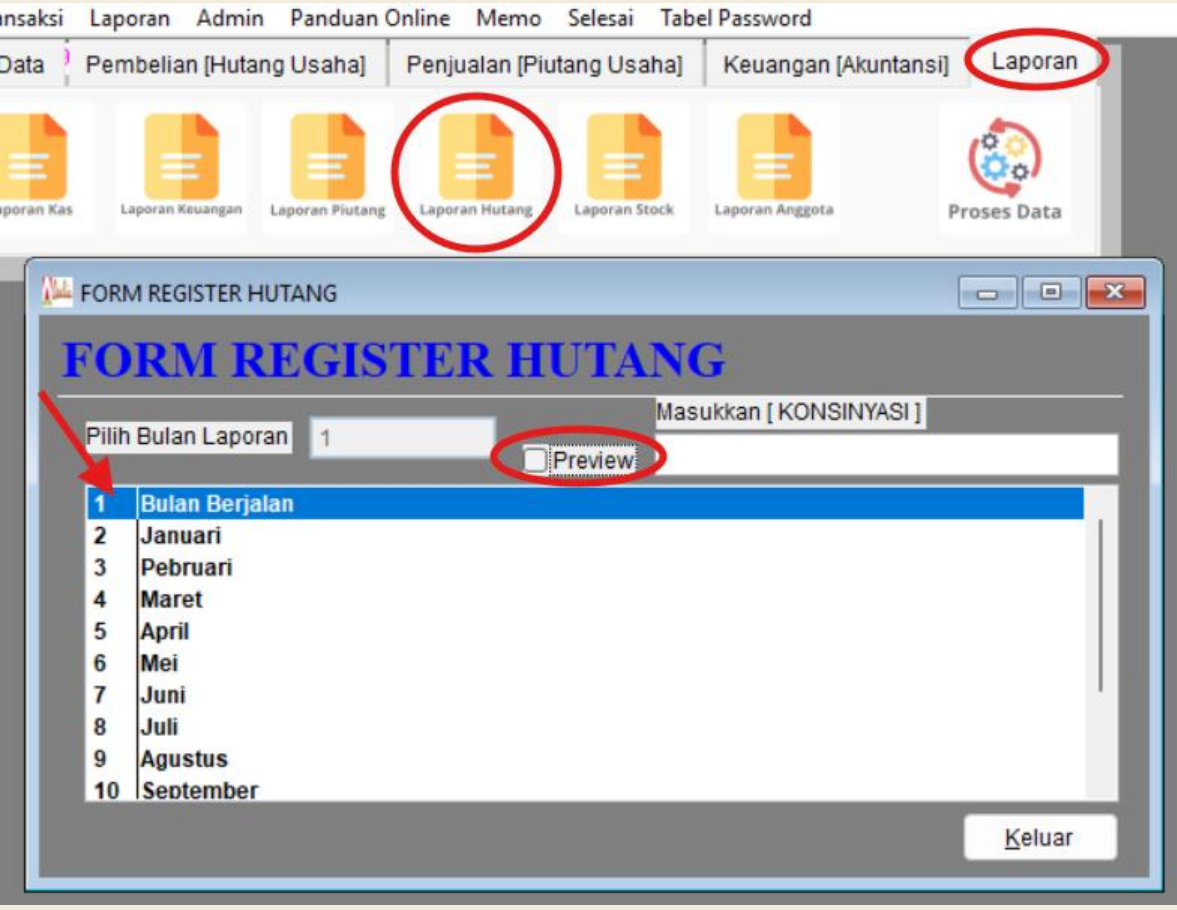 Laporan Admin Panduan Online Memo Selesai Tabel Password
Data Pembelian [Hutang Usaha] Penjualan [Piutang Usaha] Keuangan [Akuntansi] Laporan
Kas Laporan Keuangan Laporan Piutang Laporan Hutang Laporan Stock Laporan Anggota Proses Data
FORM REGISTER HUTANG
FORM REGISTER HUTANG
Masukkan [ KONSINYASI ]
Pilih Bulan Laporan 1
Preview
1 Bulan Berjalan
2 Januari
3 Pebruari
4 Maret
5 April
6 Mei
7 Juni
8 Juli
9 Agustus
10 September
Keluar